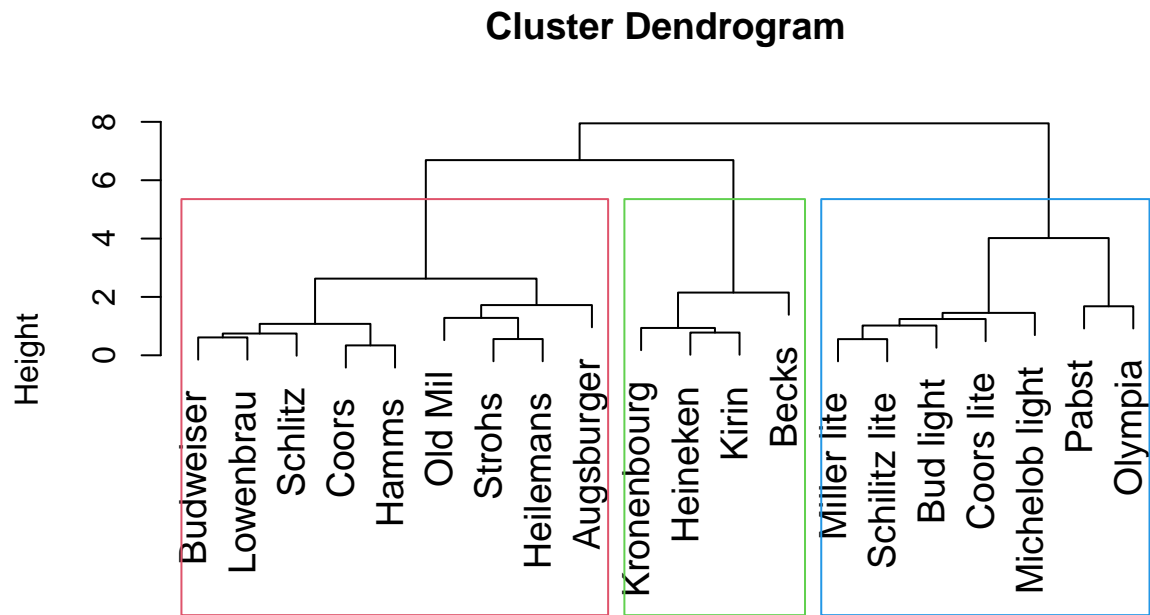 Cluster Dendrogram
Height
0
2
4
6
8
Budweiser
Lowenbrau
Schlitz
Coors
Hamms
Old Mil
Strohs
Heilemans
Augsburger
Kronenbourg
Heineken
Kirin
Becks
Miller lite
Schilitz lite
Bud light
Coors lite
Michelob light
Pabst
Olympia